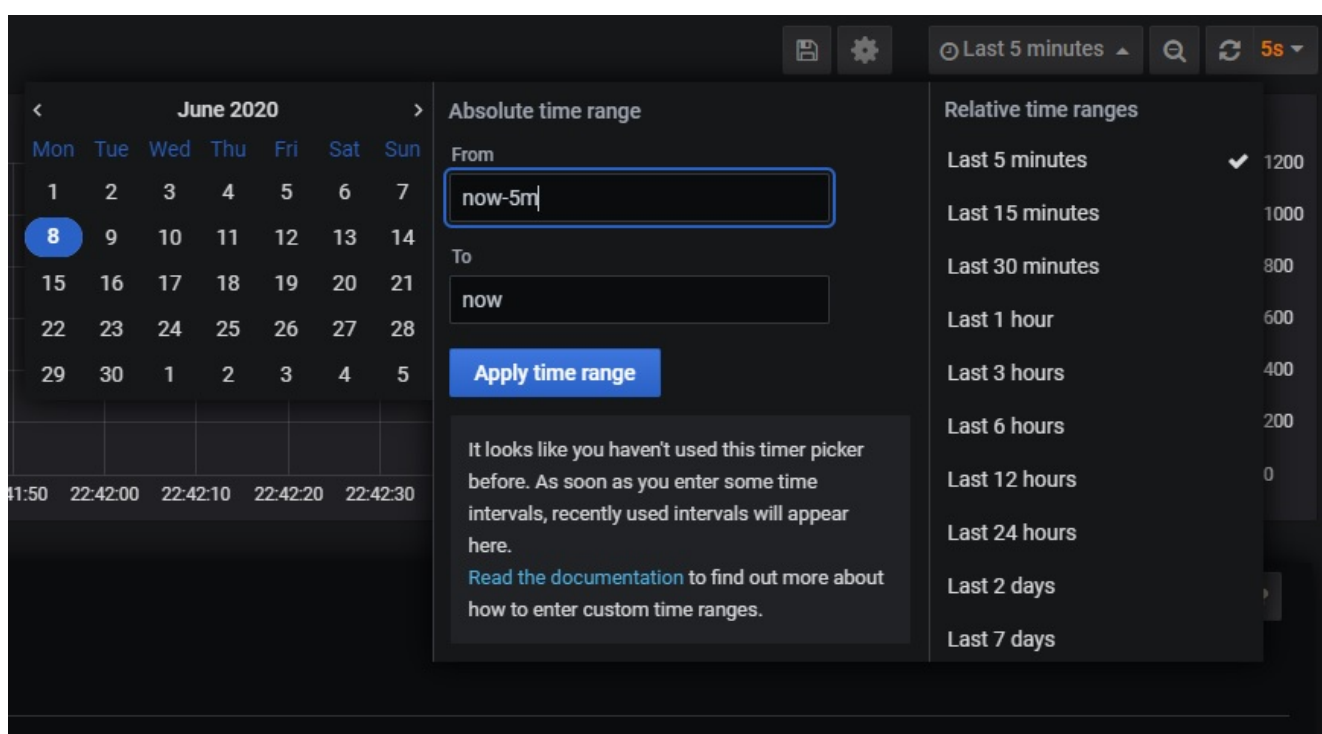 Last 5 minutes
5s
June 2020
Mon Tue Wed Thu Fri Sat Sun
1 2 3 4 5 6 7
8 9 10 11 12 13 14
15 16 17 18 19 20 21
22 23 24 25 26 27 28
29 30 1 2 3 4 5
41:50 22:42:00 22:42:10 22:42:20 22:42:30
Absolute time range
From
now-5m
To
now
Apply time range
It looks like you haven't used this timer picker
before. As soon as you enter some time
intervals, recently used intervals will appear
here.
Read the documentation to find out more about
how to enter custom time ranges.
Relative time ranges
Last 5 minutes
Last 15 minutes
Last 30 minutes
Last 1 hour
Last 3 hours
Last 6 hours
Last 12 hours
Last 24 hours
Last 2 days
Last 7 days
1200
1000
800
600
400
200
0